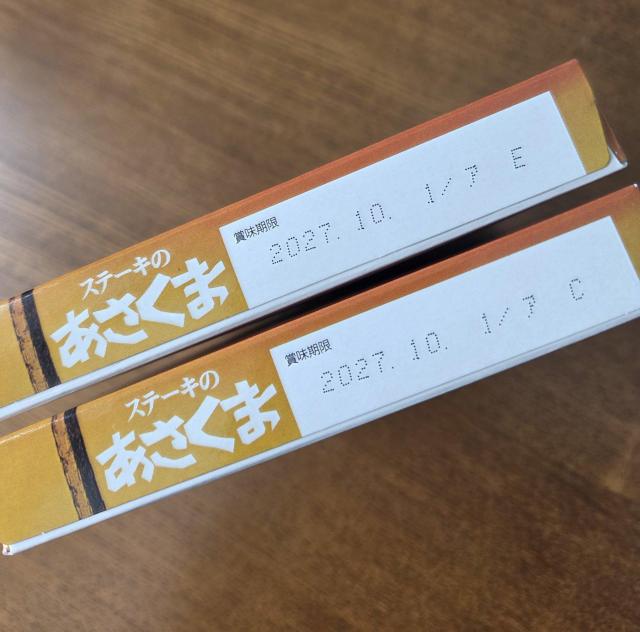 ステーキの
あさくま
賞味期限
2027. 10. 1/ア E
ステーキの
あさくま
賞味期限
2027. 10. 1/ア C